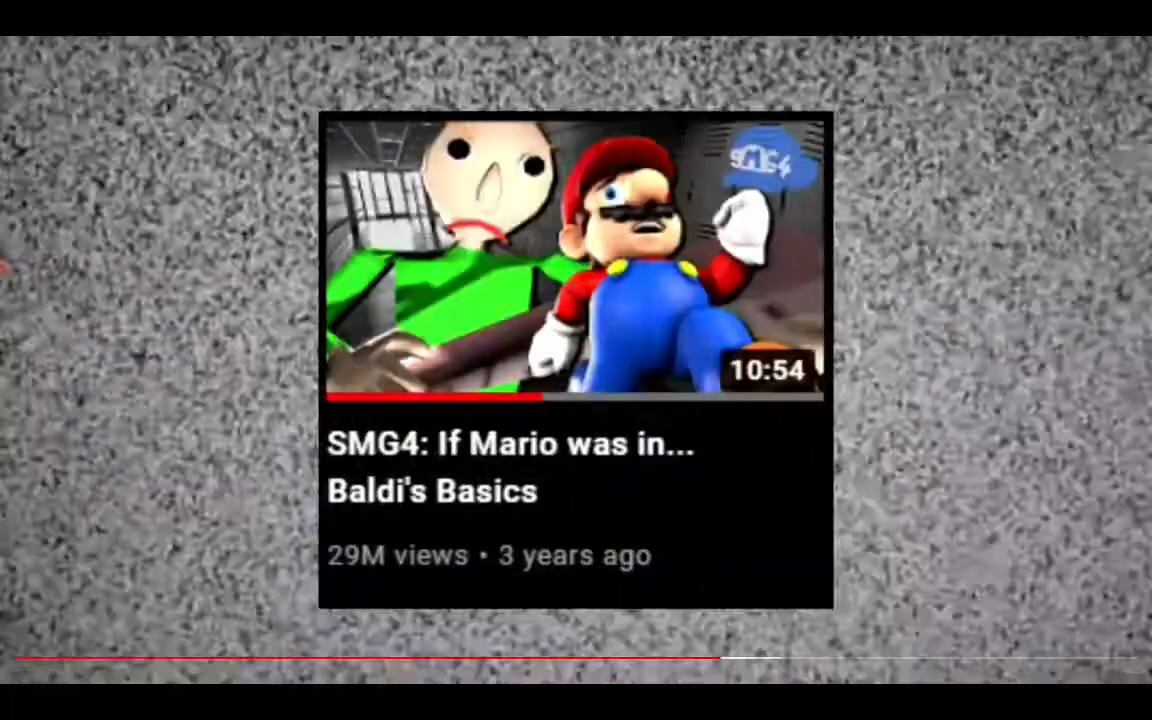 SMG4
10:54
SMG4: If Mario was in...
Baldi's Basics
29M views • 3 years ago